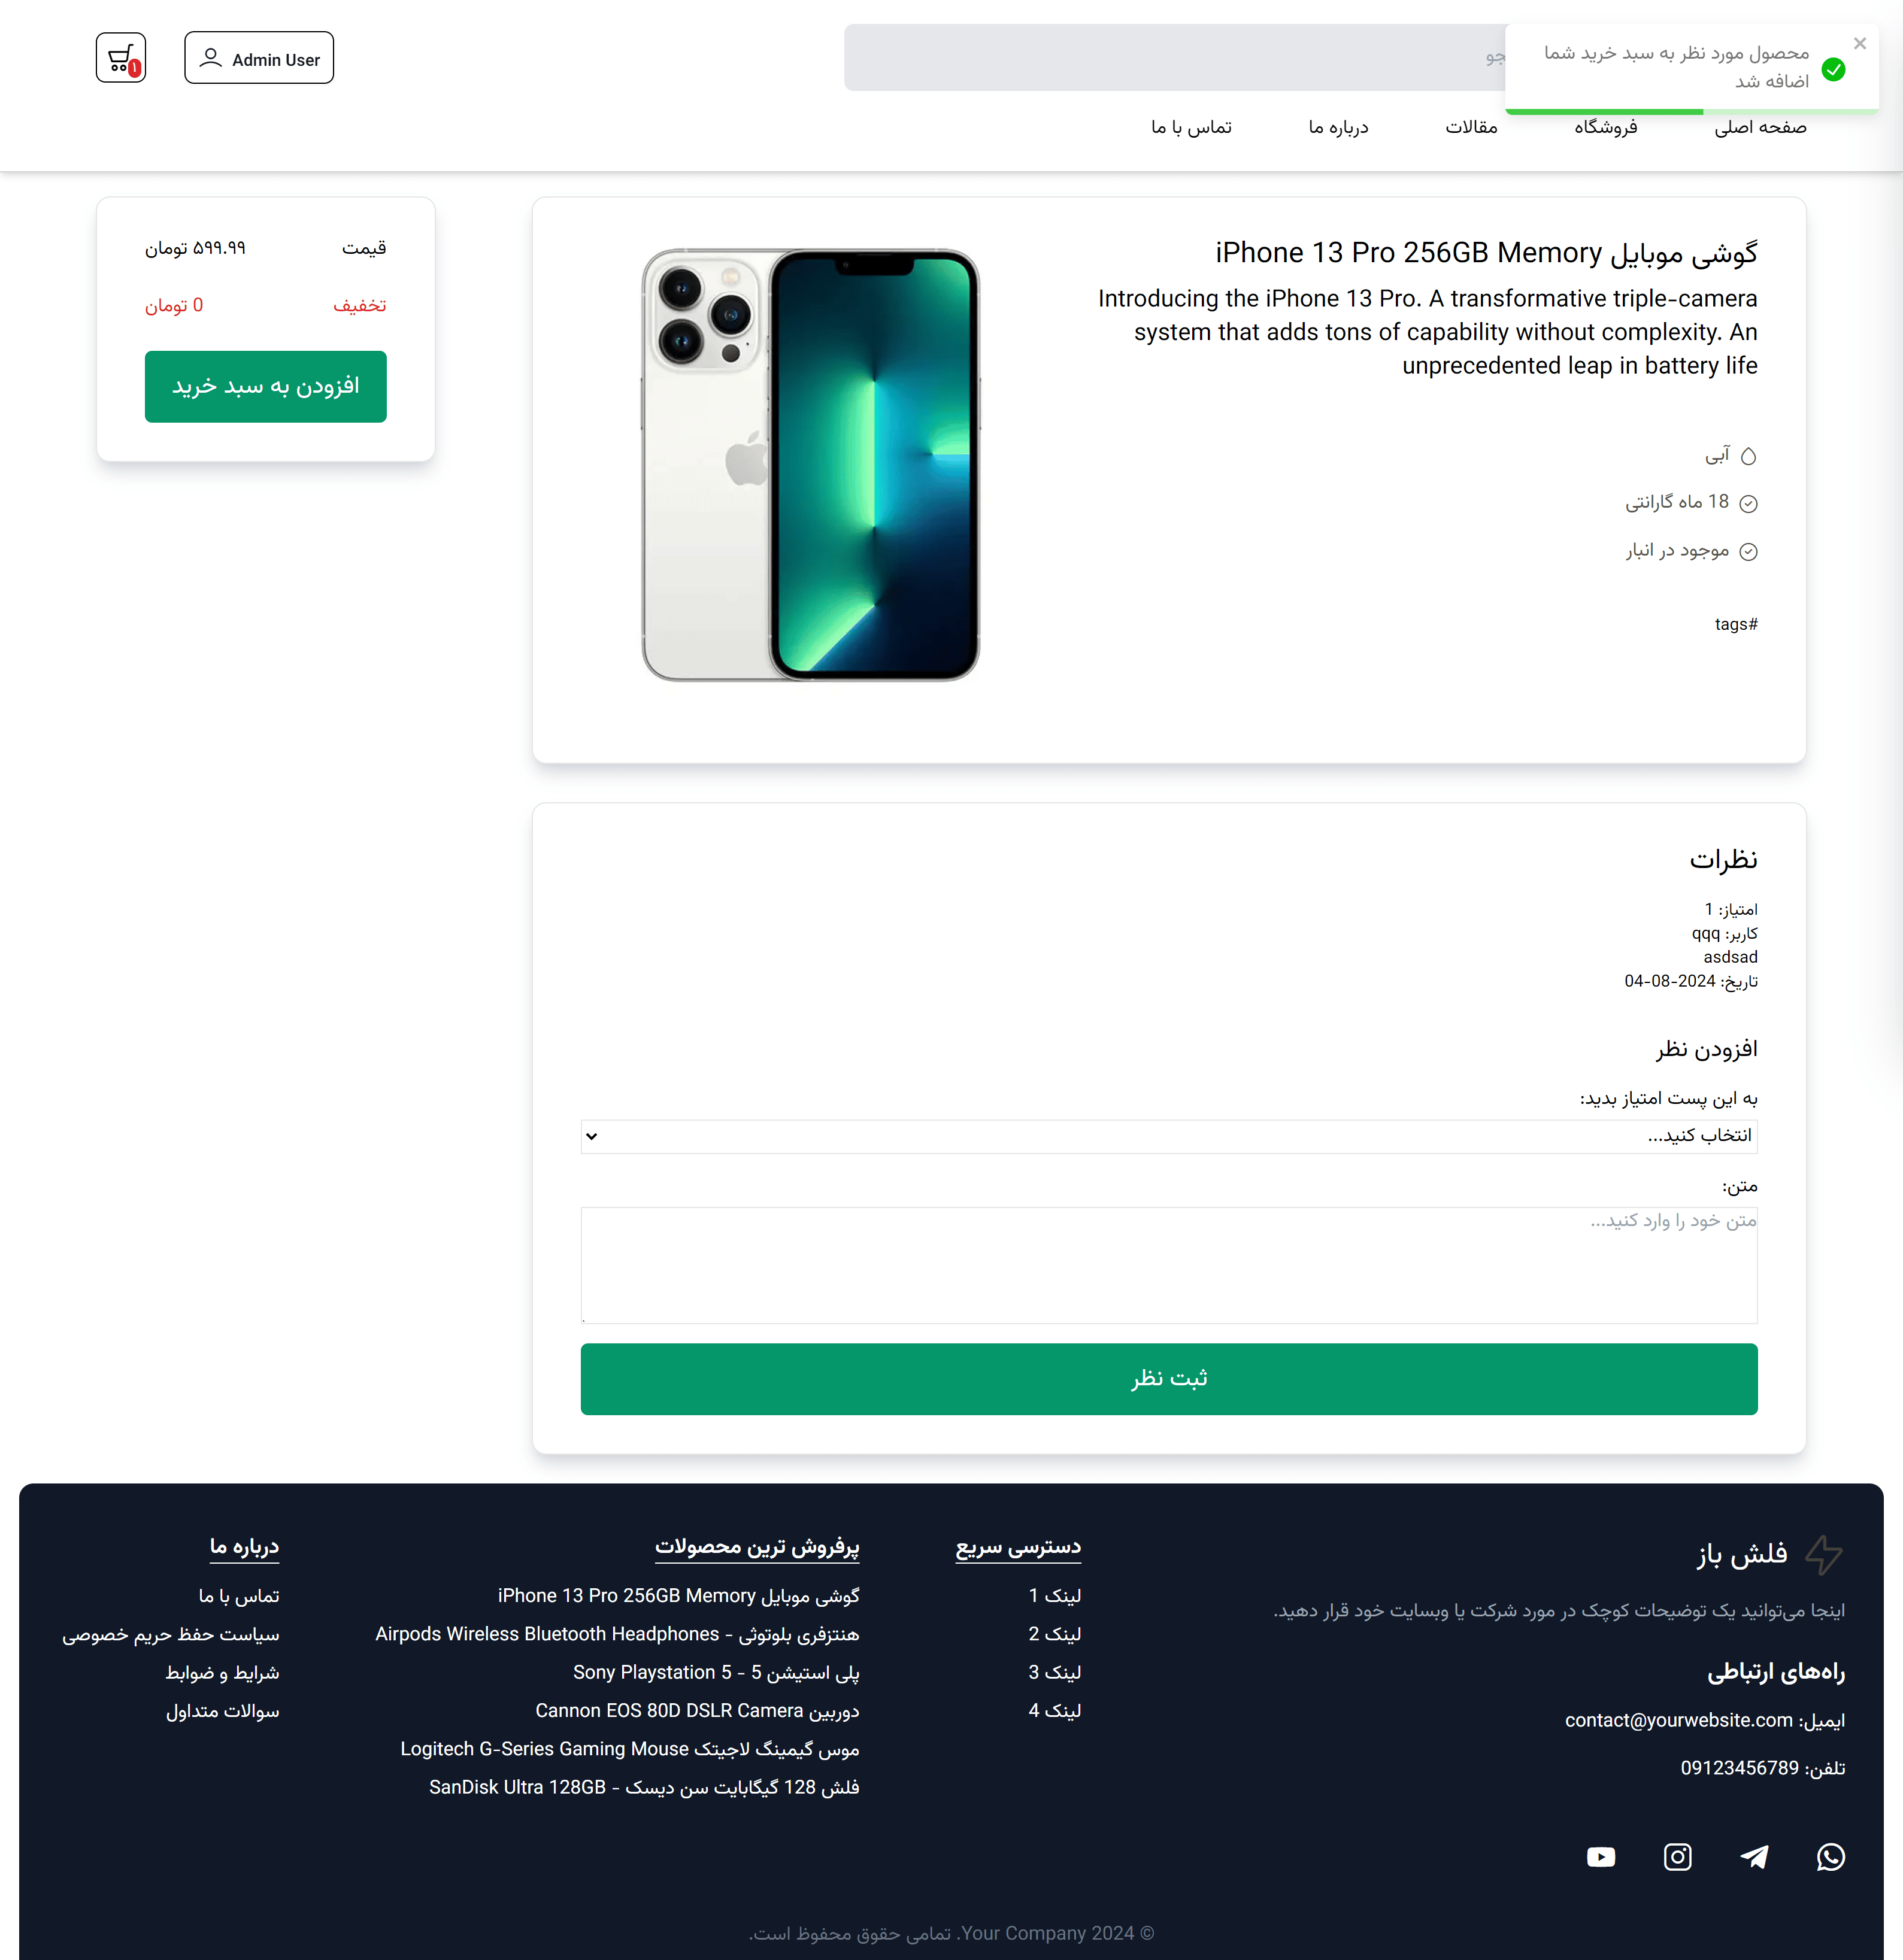 محصول مورد نظر به سبد خرید شما
اضافه شد
Admin User
۱
صفحه اصلی
فروشگاه
مقالات
درباره ما
تماس با ما
گوشی موبایل iPhone 13 Pro 256GB Memory
Introducing the iPhone 13 Pro. A transformative triple-camera
system that adds tons of capability without complexity. An
unprecedented leap in battery life
آبی
18 ماه گارانتی
موجود در انبار
#tags
قیمت
۵۹۹.۹۹ تومان
تخفیف
0 تومان
افزودن به سبد خرید
نظرات
امتیاز: 1
کاربر: qqq
asdsad
تاریخ: 2024-08-04
افزودن نظر
به این پست امتیاز بدید:
انتخاب کنید...
متن:
متن خود را وارد کنید...
ثبت نظر
فلش باز
اینجا می‌توانید یک توضیحات کوچک در مورد شرکت یا وبسایت خود قرار دهید.
راه‌های ارتباطی
ایمیل: contact@yourwebsite.com
تلفن: 09123456789
دسترسی سریع
لینک 1
لینک 2
لینک 3
لینک 4
پرفروش ترین محصولات
گوشی موبایل iPhone 13 Pro 256GB Memory
هنتزفری بلوتوثی - Airpods Wireless Bluetooth Headphones
پلی استیشن 5 - Sony Playstation 5
دوربین Cannon EOS 80D DSLR Camera
موس گیمینگ لاجیتک Logitech G-Series Gaming Mouse
فلش 128 گیگابایت سن دیسک - SanDisk Ultra 128GB
درباره ما
تماس با ما
سیاست حفظ حریم خصوصی
شرایط و ضوابط
سوالات متداول
© 2024 Your Company. تمامی حقوق محفوظ است.